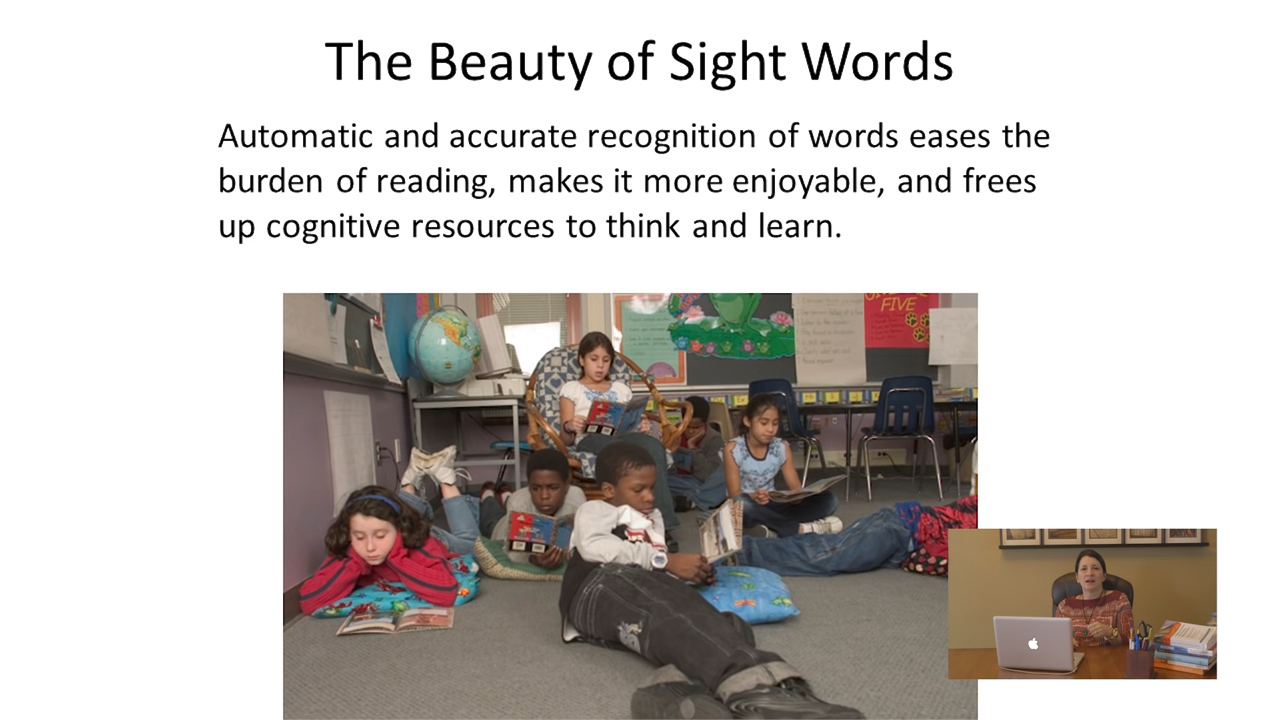 The Beauty of Sight Words
Automatic and accurate recognition of words eases the
burden of reading, makes it more enjoyable, and frees
up cognitive resources to think and learn.
FIVE